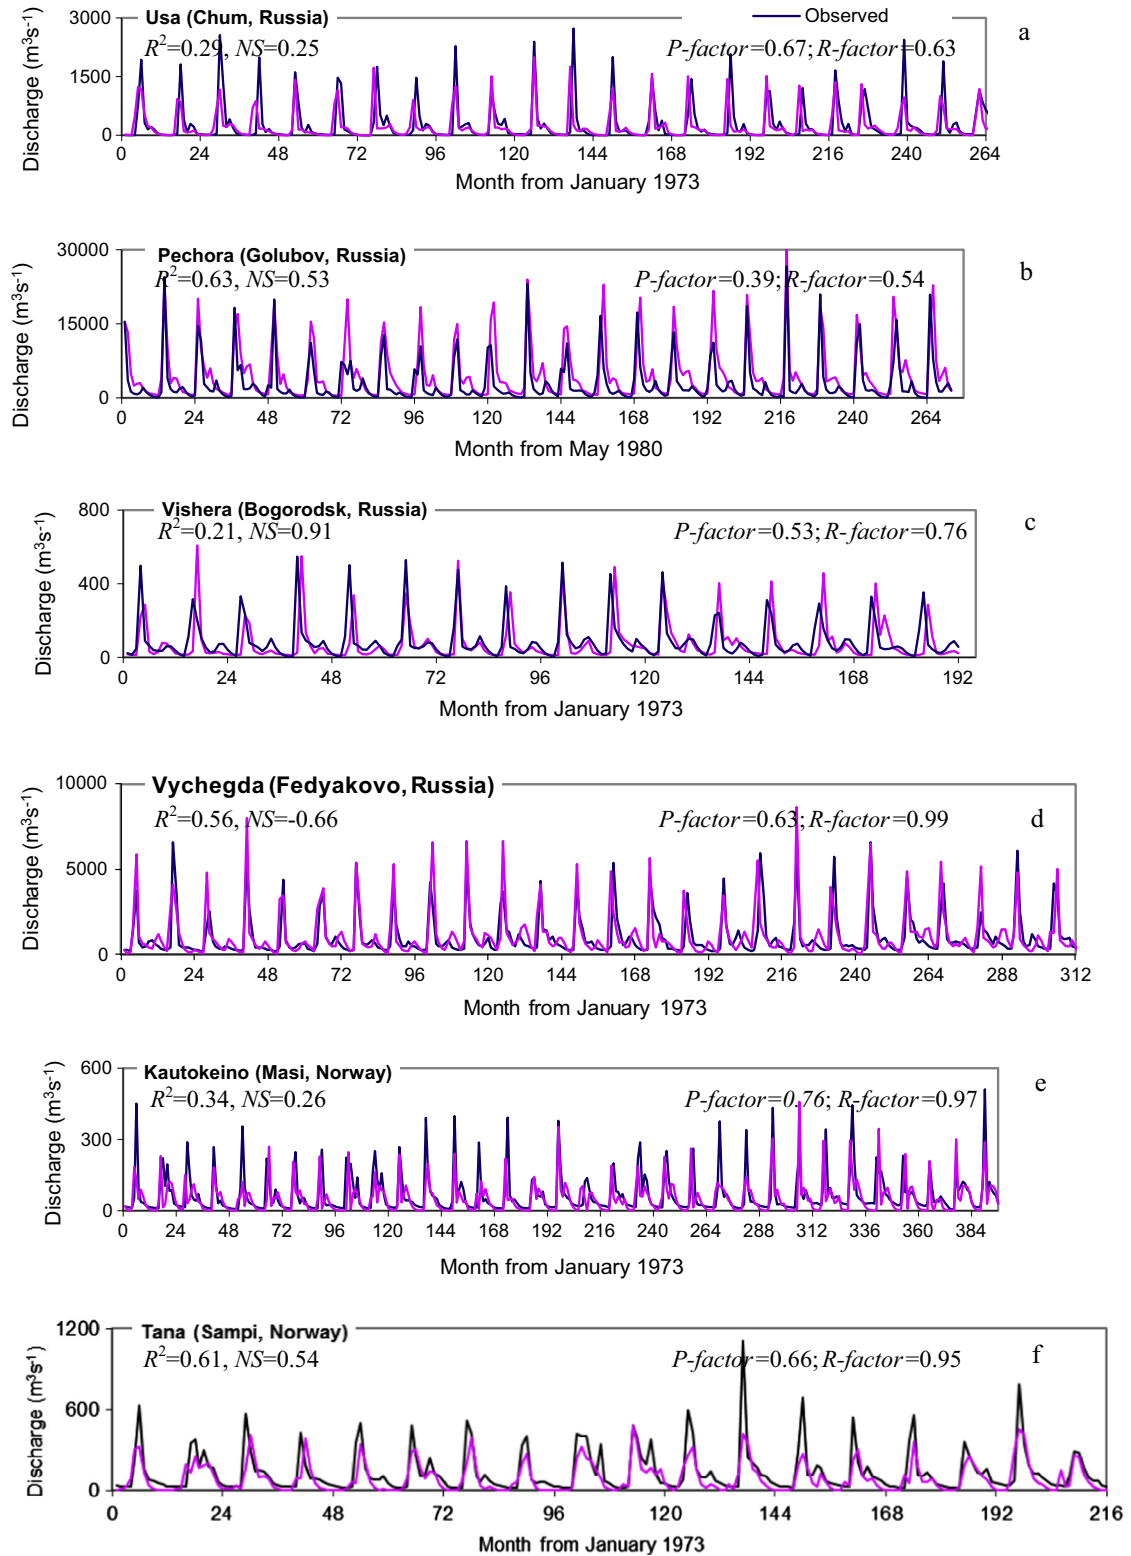 Usa (Chum, Russia)
Observed
a
R²=0.29, NS=0.25
P-factor=0.67; R-factor=0.63
Discharge (m³s⁻¹)
3000
1500
0
0 24 48 72 96 120 144 168 192 216 240 264
Month from January 1973
Pechora (Golubov, Russia)
b
R²=0.63, NS=0.53
P-factor=0.39; R-factor=0.54
Discharge (m³s⁻¹)
30000
15000
0
0 24 48 72 96 120 144 168 192 216 240 264
Month from May 1980
Vishera (Bogorodsk, Russia)
c
R²=0.21, NS=0.91
P-factor=0.53; R-factor=0.76
Discharge (m³s⁻¹)
800
400
0
0 24 48 72 96 120 144 168 192
Month from January 1973
Vychegda (Fedyakovo, Russia)
d
R²=0.56, NS=-0.66
P-factor=0.63; R-factor=0.99
Discharge (m³s⁻¹)
10000
5000
0
0 24 48 72 96 120 144 168 192 216 240 264 288 312
Month from January 1973
Kautokeino (Masi, Norway)
e
R²=0.34, NS=0.26
P-factor=0.76; R-factor=0.97
Discharge (m³s⁻¹)
600
300
0
0 24 48 72 96 120 144 168 192 216 240 264 288 312 336 360 384
Month from January 1973
Tana (Sampi, Norway)
f
R²=0.61, NS=0.54
P-factor=0.66; R-factor=0.95
Discharge (m³s⁻¹)
1200
600
0
0 24 48 72 96 120 144 168 192 216
Month from January 1973